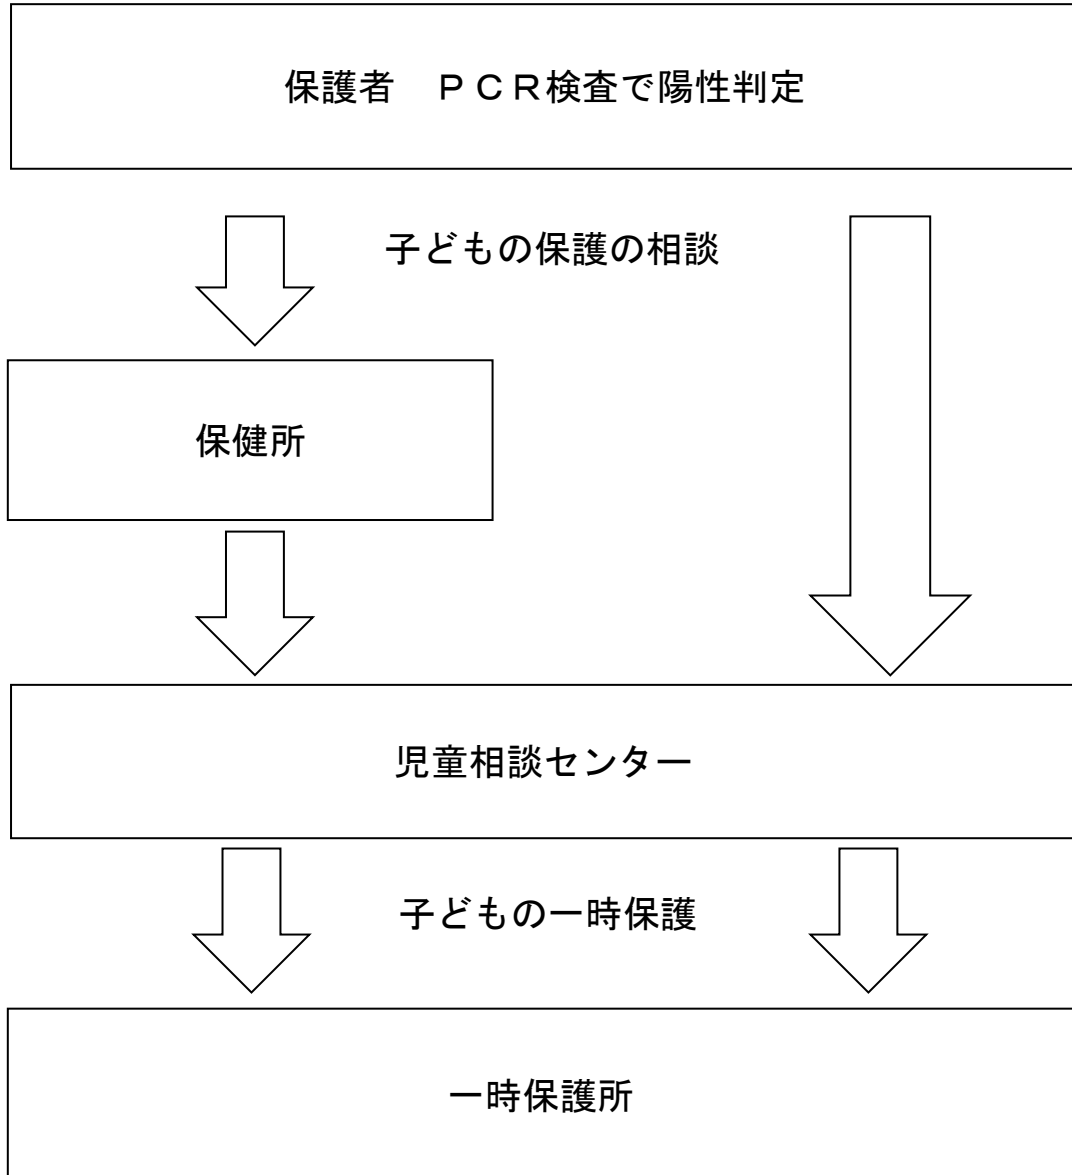 保護者　ＰＣＲ検査で陽性判定
子どもの保護の相談
保健所
児童相談センター
子どもの一時保護
一時保護所